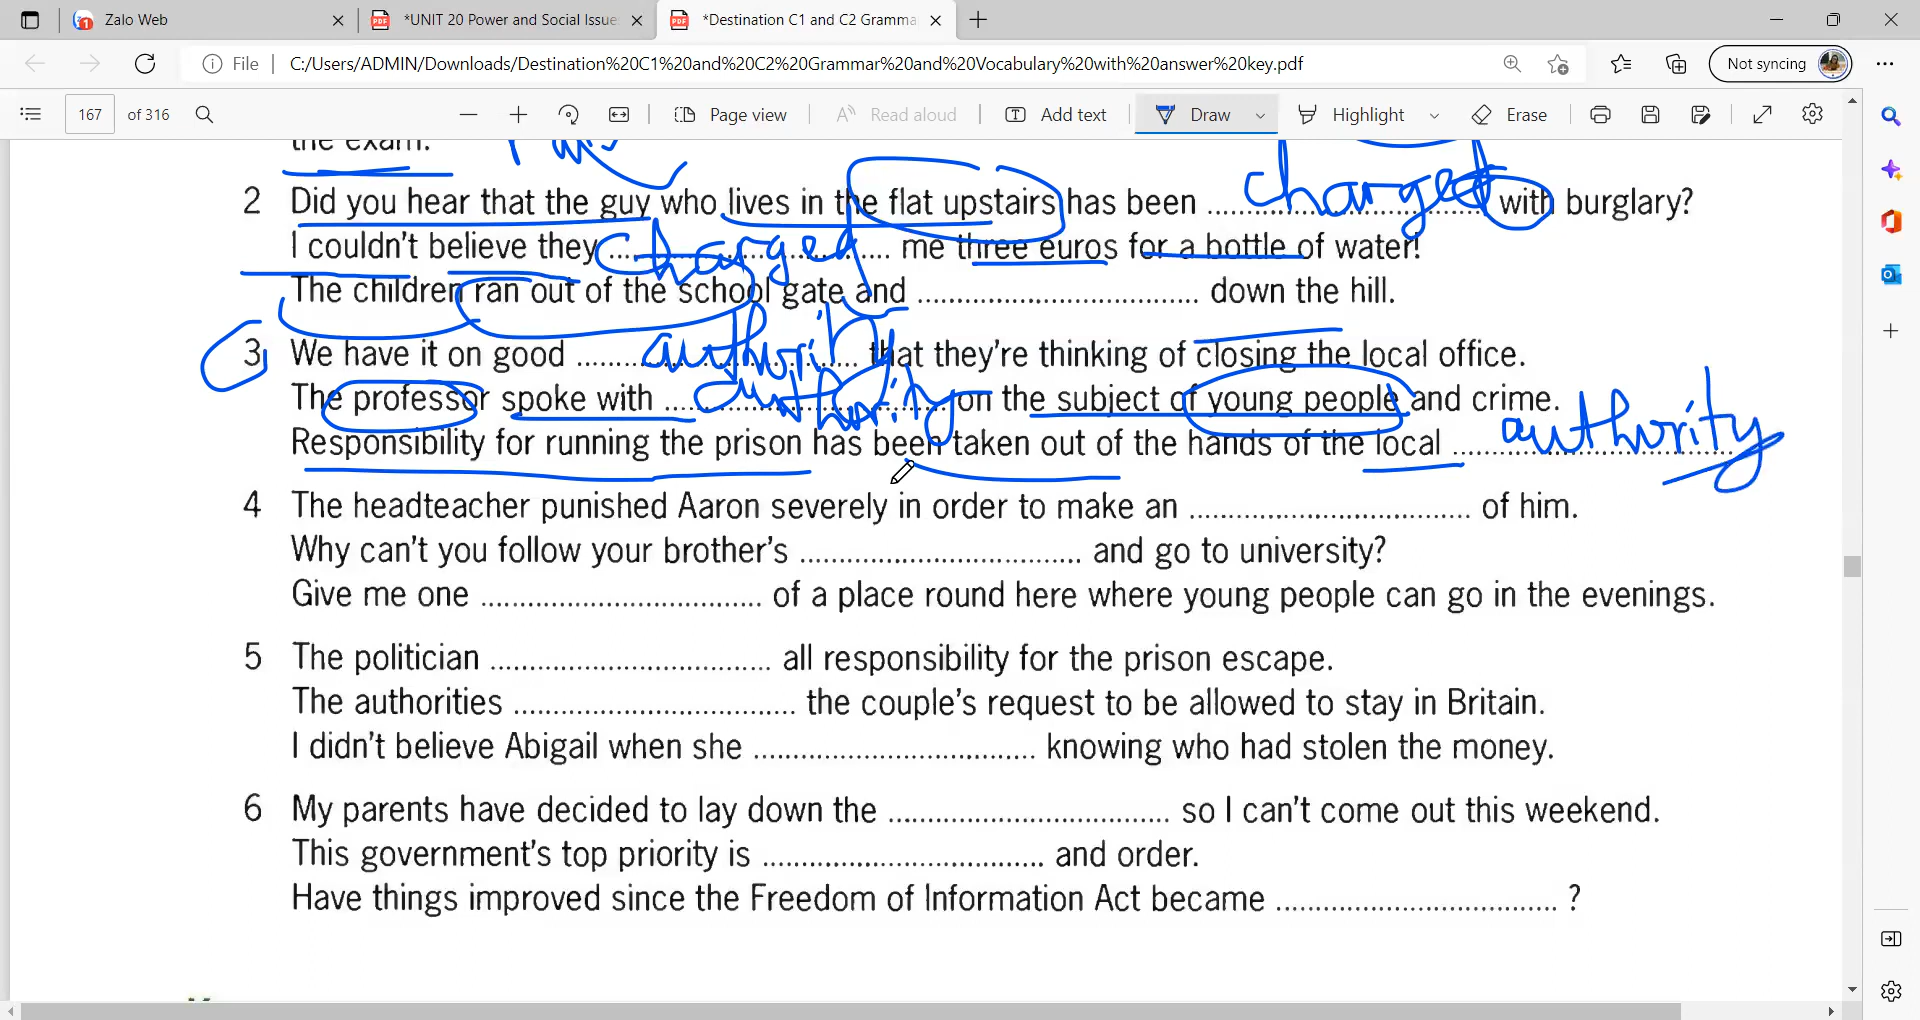 Zalo Web
*UNIT 20 Power and Social Issue
*Destination C1 and C2 Gramma
File
C:/Users/ADMIN/Downloads/Destination%20C1%20and%20C2%20Grammar%20and%20Vocabulary%20with%20answer%20key.pdf
Not syncing
167 of 316
Page view
Read aloud
Add text
Draw
Highlight
Erase
the exam.
2 Did you hear that the guy who lives in the flat upstairs has been charged with burglary?
I couldn't believe they charged me three euros for a bottle of water!
The children ran out of the school gate and ........................ down the hill.
3 We have it on good authority that they're thinking of closing the local office.
The professor spoke with authority on the subject of young people and crime.
Responsibility for running the prison has been taken out of the hands of the local authority
4 The headteacher punished Aaron severely in order to make an ........................ of him.
Why can't you follow your brother's ........................ and go to university?
Give me one ........................ of a place round here where young people can go in the evenings.
5 The politician ........................ all responsibility for the prison escape.
The authorities ........................ the couple's request to be allowed to stay in Britain.
I didn't believe Abigail when she ........................ knowing who had stolen the money.
6 My parents have decided to lay down the ........................ so I can't come out this weekend.
This government's top priority is ........................ and order.
Have things improved since the Freedom of Information Act became ........................ ?